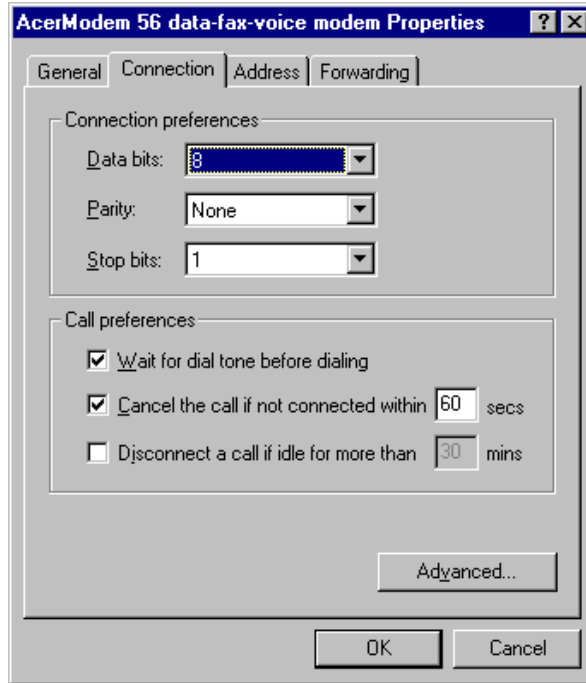 AcerModem 56 data-fax-voice modem Properties ? ×
General Connection Address Forwarding
Connection preferences
Data bits: 8
Parity: None
Stop bits: 1
Call preferences
Wait for dial tone before dialing
Cancel the call if not connected within 60 secs
Disconnect a call if idle for more than 30 mins
Advanced...
OK Cancel